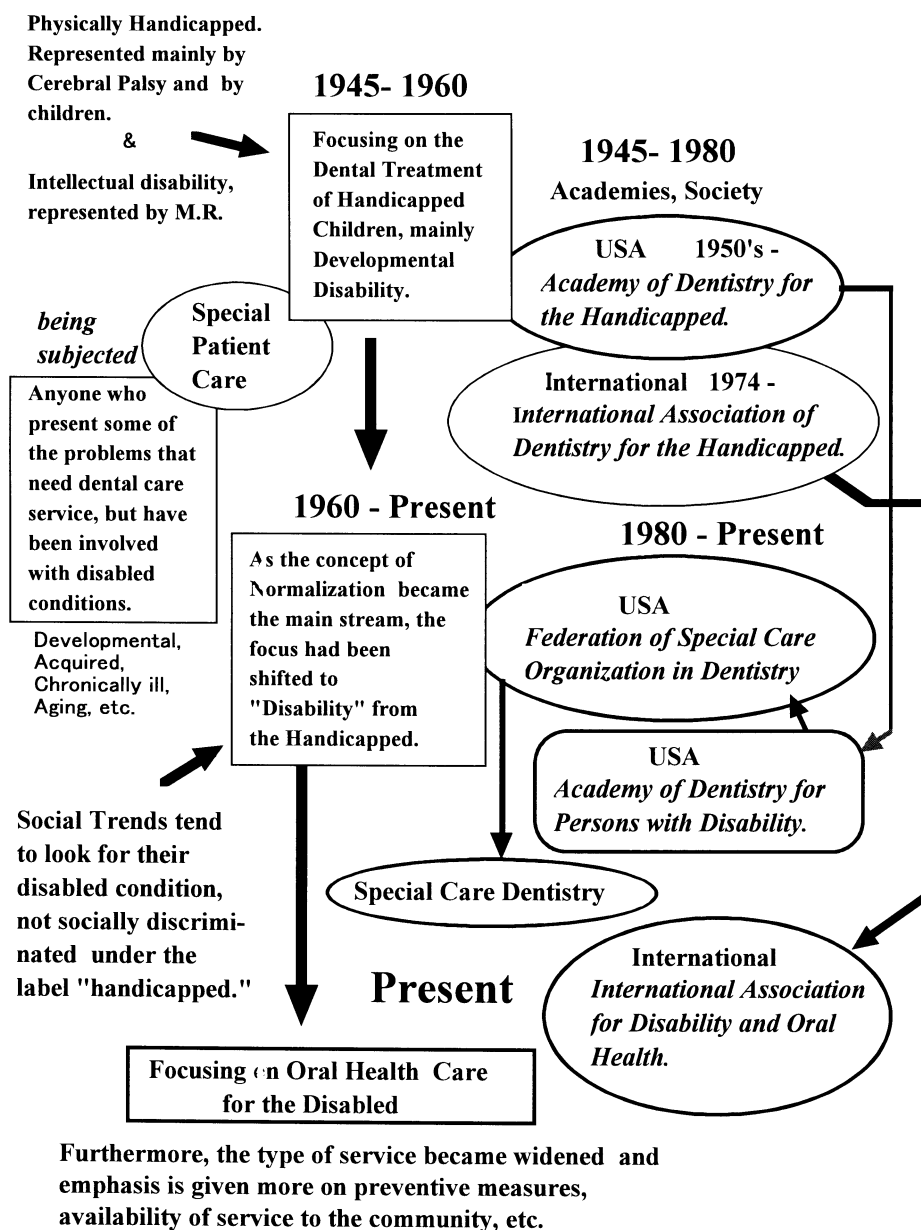 Physically Handicapped.
Represented mainly by
Cerebral Palsy and by
children.
&
Intellectual disability,
represented by M.R.
1945- 1960
Focusing on the
Dental Treatment
of Handicapped
Children, mainly
Developmental
Disability.
1945- 1980
Academies, Society
USA 1950's -
Academy of Dentistry for
the Handicapped.
International 1974 -
International Association of
Dentistry for the Handicapped.
Special
Patient
Care
being
subjected
Anyone who
present some of
the problems that
need dental care
service, but have
been involved
with disabled
conditions.
Developmental,
Acquired,
Chronically ill,
Aging, etc.
1960 - Present
As the concept of
Normalization became
the main stream, the
focus had been
shifted to
"Disability" from
the Handicapped.
1980 - Present
USA
Federation of Special Care
Organization in Dentistry
USA
Academy of Dentistry for
Persons with Disability.
Social Trends tend
to look for their
disabled condition,
not socially discrimi-
nated under the
label "handicapped."
Special Care Dentistry
Present
International
International Association
for Disability and Oral
Health.
Focusing on Oral Health Care
for the Disabled
Furthermore, the type of service became widened and
emphasis is given more on preventive measures,
availability of service to the community, etc.